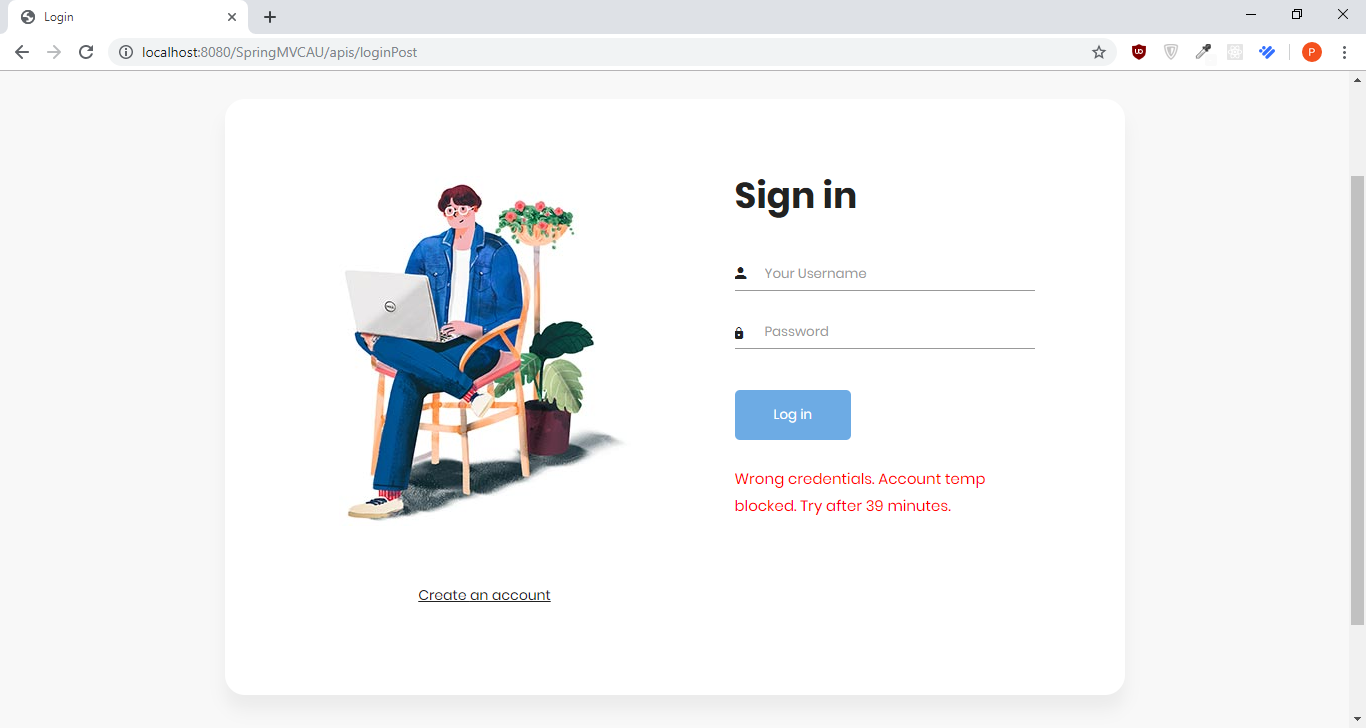 Login
localhost:8080/SpringMVCAU/apis/loginPost
P
Sign in
Your Username
Password
Log in
Wrong credentials. Account temp
blocked. Try after 39 minutes.
DELL
Create an account